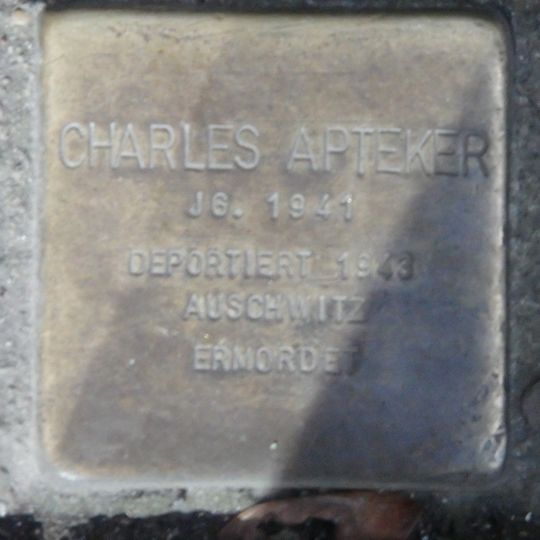 CHARLES APTEKER
JG. 1941
DEPORTIERT 1943
AUSCHWITZ
ERMORDET